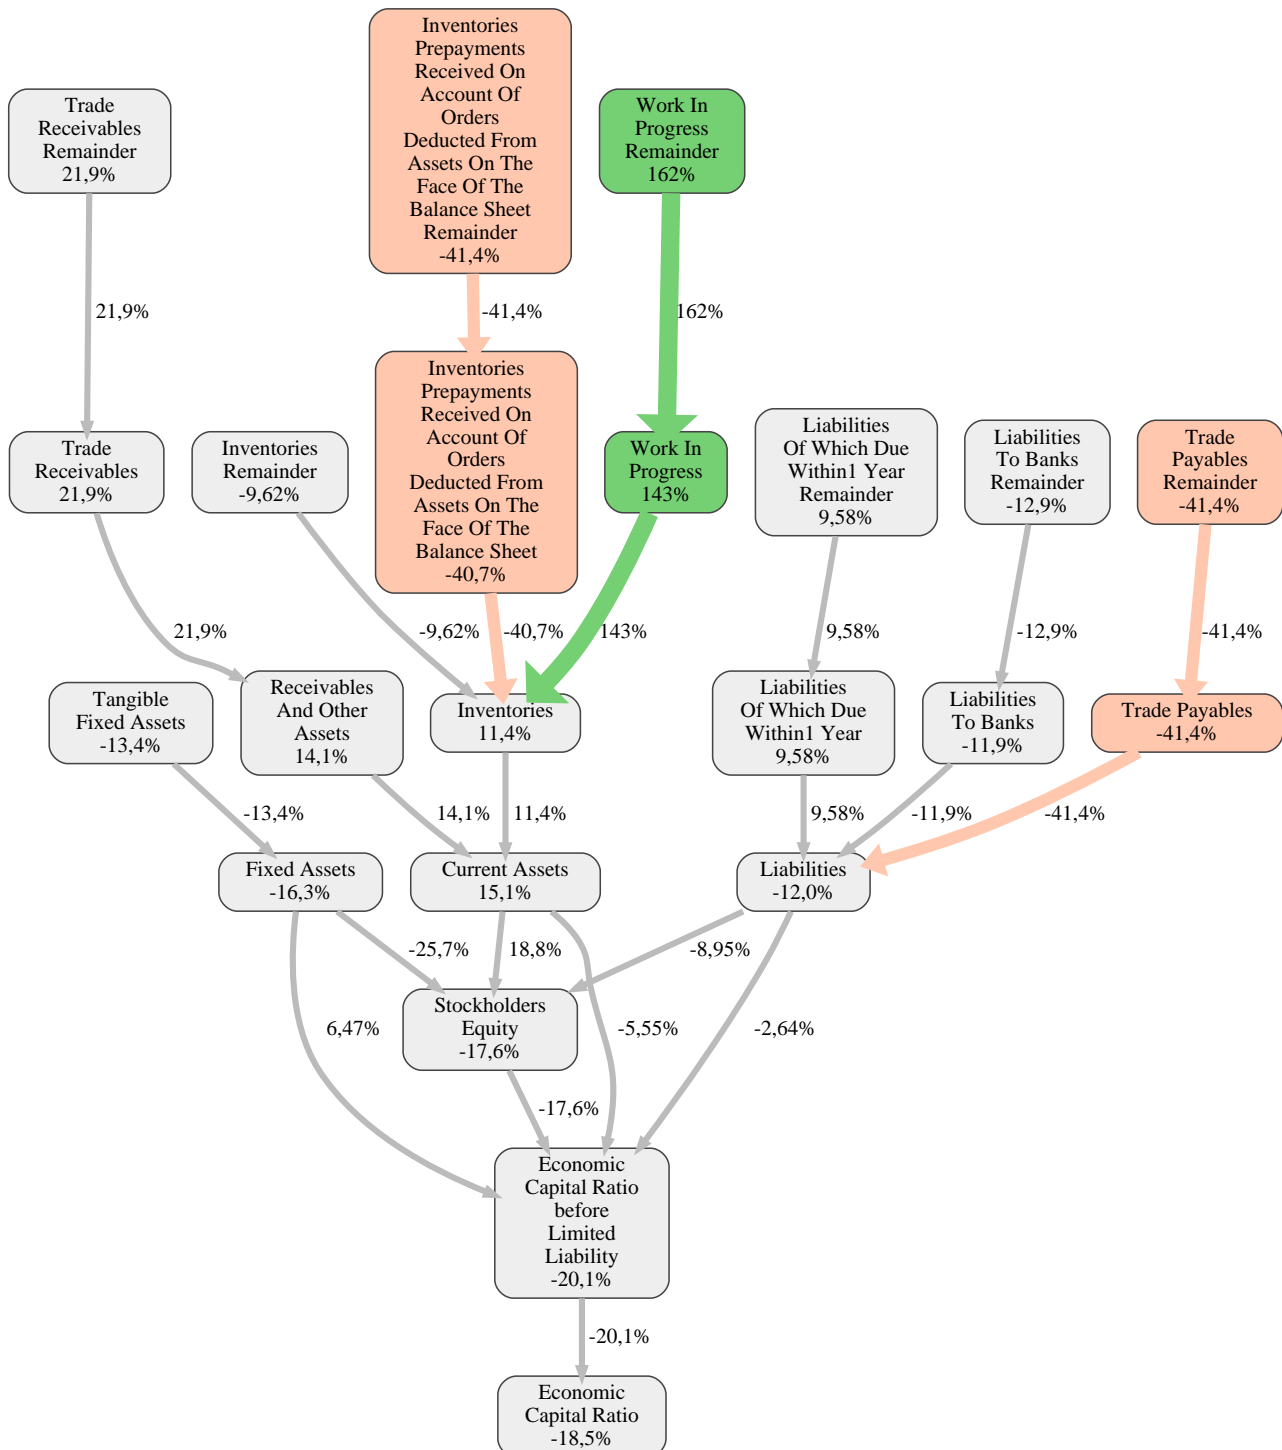 Inventories
Prepayments
Received On
Account Of
Orders
Deducted From
Assets On The
Face Of The
Balance Sheet
Remainder
-41,4%
Trade
Receivables
Remainder
21,9%
Work In
Progress
Remainder
162%
21,9%
-41,4%
162%
Inventories
Prepayments
Received On
Account Of
Orders
Deducted From
Assets On The
Face Of The
Balance Sheet
-40,7%
Trade
Receivables
21,9%
Inventories
Remainder
-9,62%
Work In
Progress
143%
Liabilities
Of Which Due
Within1 Year
Remainder
9,58%
Liabilities
To Banks
Remainder
-12,9%
Trade
Payables
Remainder
-41,4%
21,9%
-9,62%
-40,7%
143%
9,58%
-12,9%
-41,4%
Tangible
Fixed Assets
-13,4%
Receivables
And Other
Assets
14,1%
Inventories
11,4%
Liabilities
Of Which Due
Within1 Year
9,58%
Liabilities
To Banks
-11,9%
Trade Payables
-41,4%
-13,4%
14,1%
11,4%
9,58%
-11,9%
-41,4%
Fixed Assets
-16,3%
Current Assets
15,1%
Liabilities
-12,0%
-25,7%
18,8%
-8,95%
Stockholders
Equity
-17,6%
6,47%
-5,55%
-2,64%
-17,6%
Economic
Capital Ratio
before
Limited
Liability
-20,1%
-20,1%
Economic
Capital Ratio
-18,5%